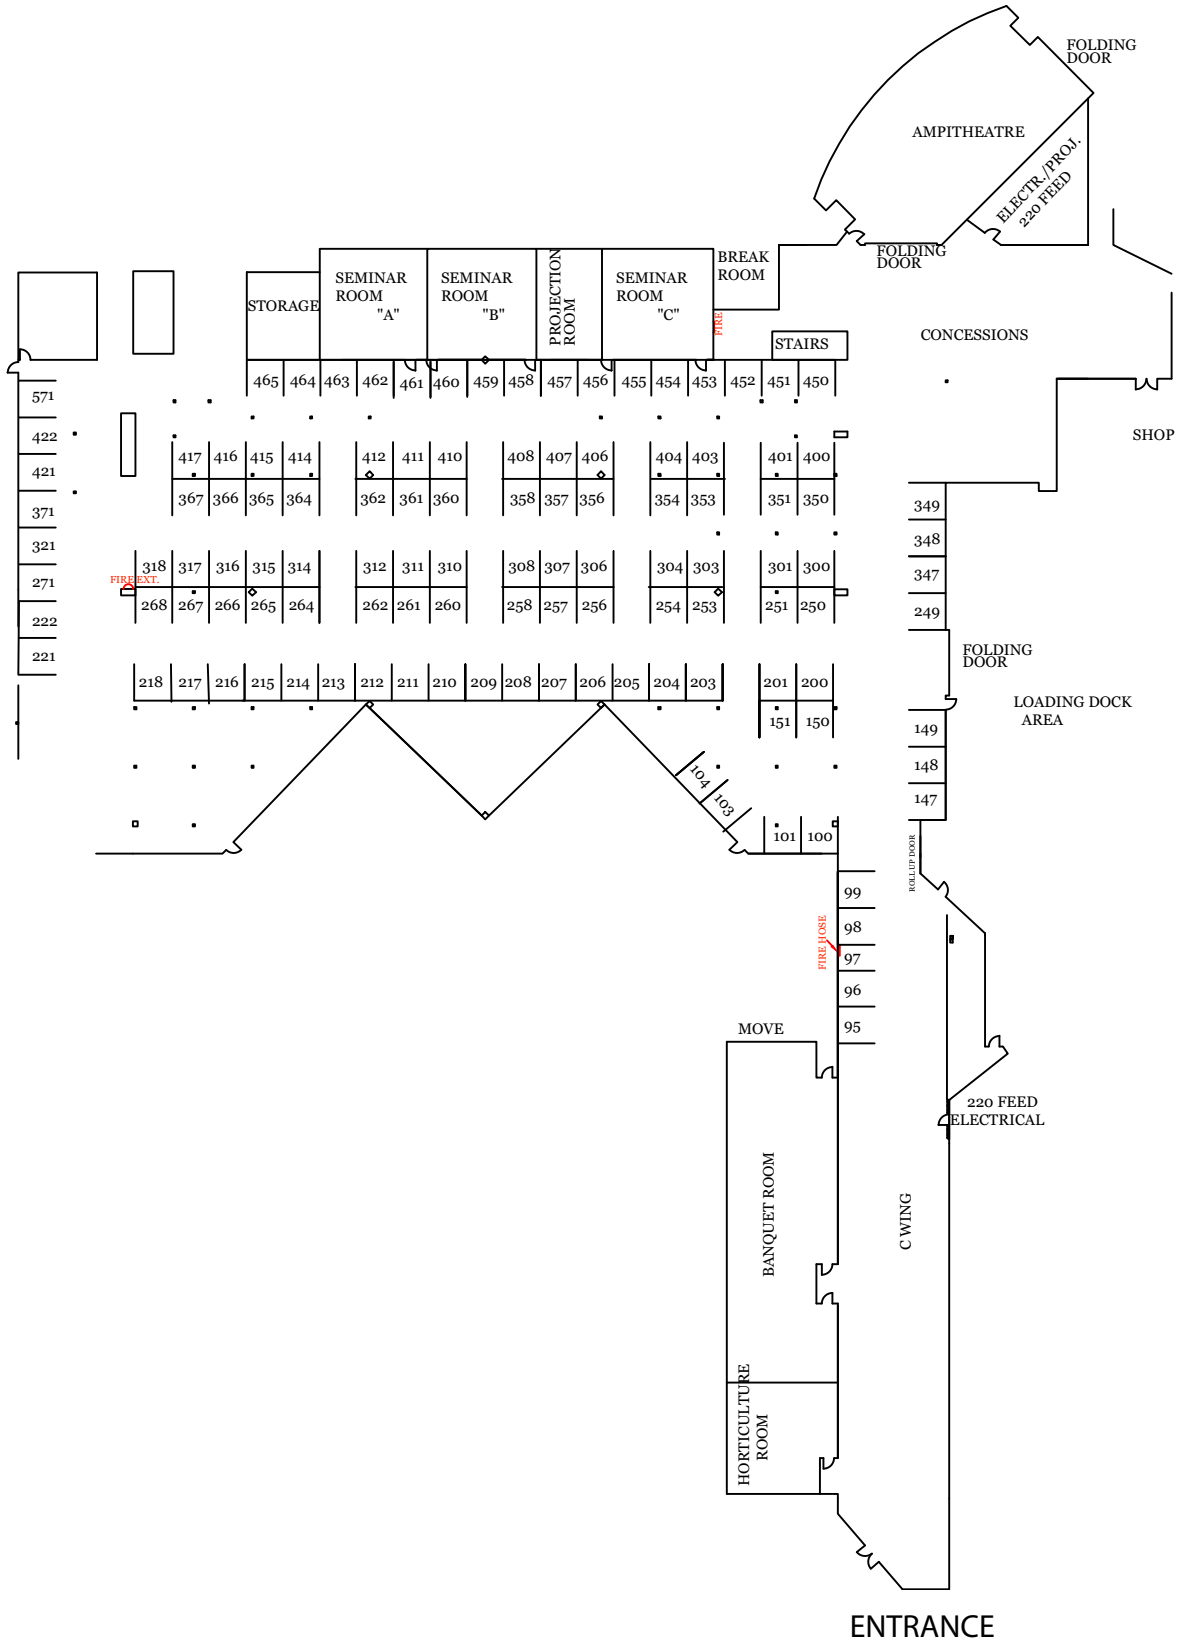 FOLDING
DOOR
AMPITHEATRE
ELECTR./PROJ.
220 FEED
FOLDING
DOOR
BREAK
ROOM
SEMINAR
ROOM
"A"
SEMINAR
ROOM
"B"
PROJECTION
ROOM
SEMINAR
ROOM
"C"
STORAGE
FIRE
STAIRS
CONCESSIONS
SHOP
465 464 463 462 461 460 459 458 457 456 455 454 453 452 451 450
571
422
421
371
321
271
222
221
417 416 415 414 412 411 410 408 407 406 404 403 401 400
367 366 365 364 362 361 360 358 357 356 354 353 351 350
349
348
347
249
318 317 316 315 314 312 311 310 308 307 306 304 303 301 300
FIRE EXT.
268 267 266 265 264 262 261 260 258 257 256 254 253 251 250
FOLDING
DOOR
218 217 216 215 214 213 212 211 210 209 208 207 206 205 204 203 201 200
151 150
LOADING DOCK
AREA
149
148
147
104
103
101 100
ROLL UP DOOR
99
98
97
96
95
FIRE HOSE
MOVE
220 FEED
ELECTRICAL
BANQUET ROOM
C WING
HORTICULTURE
ROOM
ENTRANCE